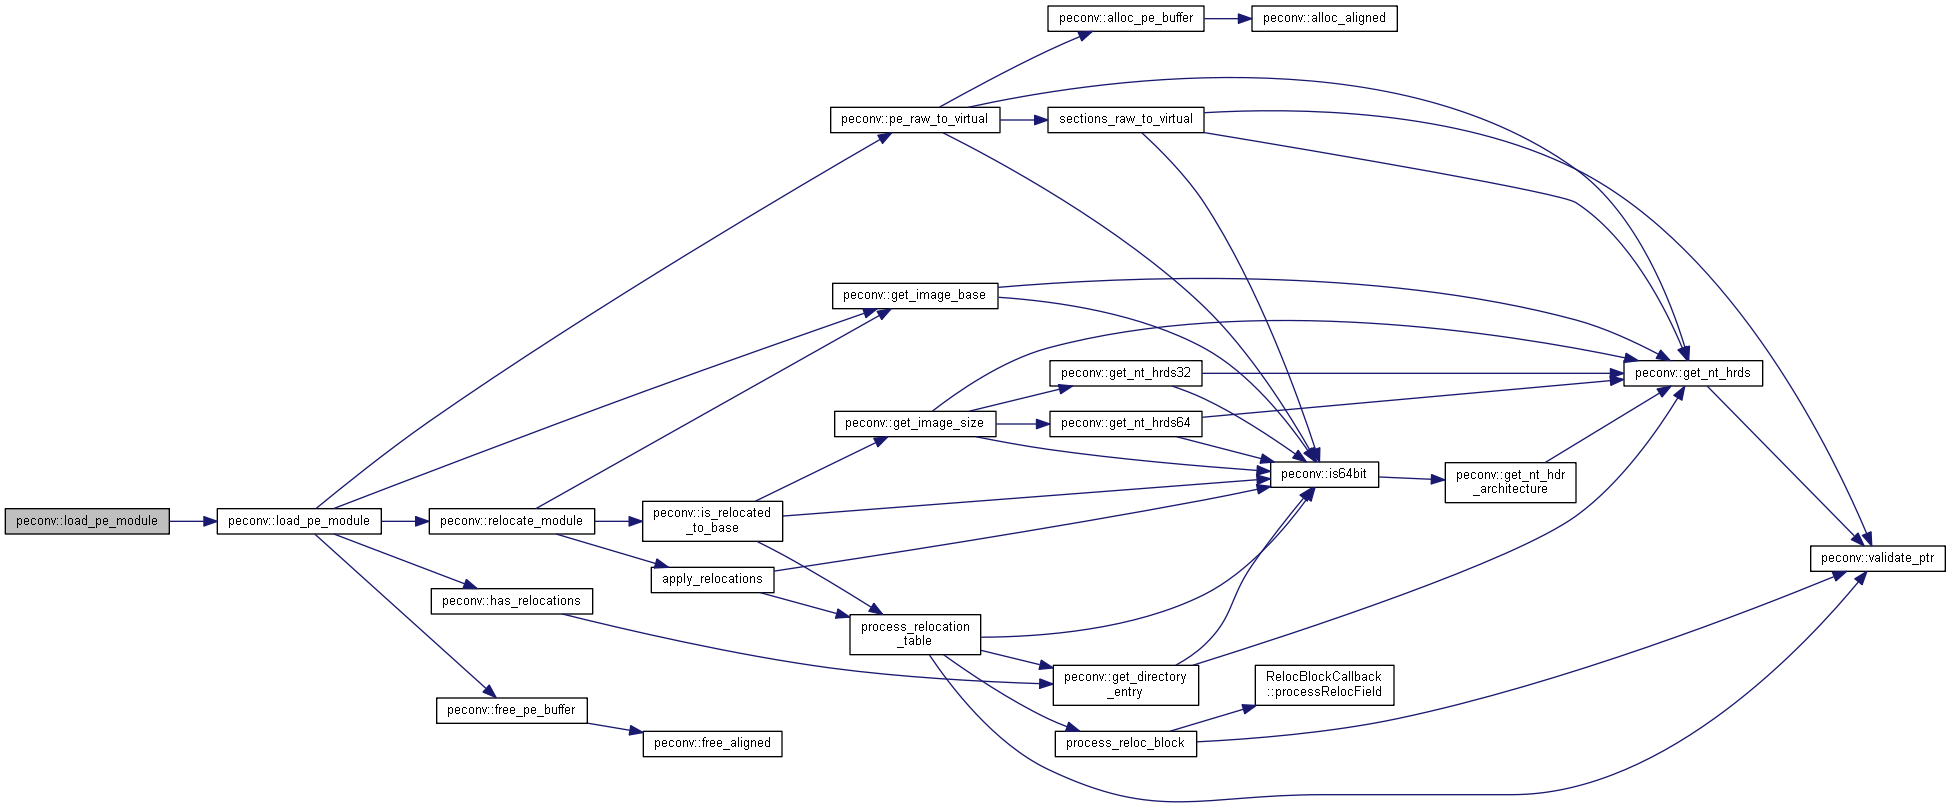 peconv::alloc_pe_buffer
peconv::alloc_aligned
peconv::pe_raw_to_virtual
sections_raw_to_virtual
peconv::get_image_base
peconv::get_nt_hrds32
peconv::get_nt_hrds
peconv::get_image_size
peconv::get_nt_hrds64
peconv::is64bit
peconv::get_nt_hdr
_architecture
peconv::load_pe_module
peconv::load_pe_module
peconv::relocate_module
peconv::is_relocated
_to_base
peconv::validate_ptr
apply_relocations
peconv::has_relocations
process_relocation
_table
peconv::get_directory
_entry
RelocBlockCallback
::processRelocField
peconv::free_pe_buffer
peconv::free_aligned
process_reloc_block